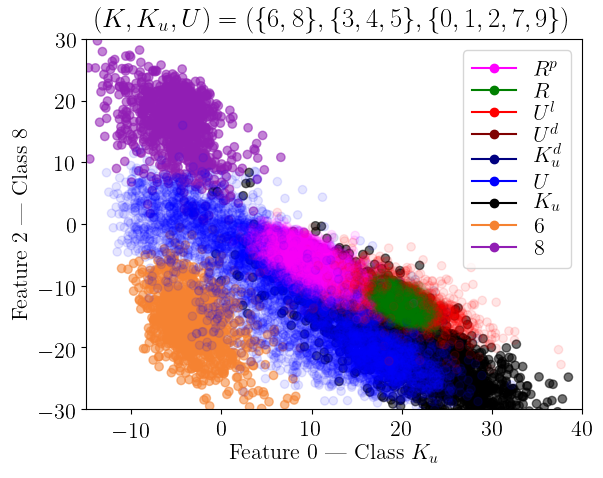 (K, K_u, U) = ({6, 8}, {3, 4, 5}, {0, 1, 2, 7, 9})
30
20
10
0
−10
−20
−30
Feature 2 — Class 8
R^p
R
U^l
U^d
K_u^d
U
K_u
6
8
−10
0
10
20
30
40
Feature 0 — Class K_u